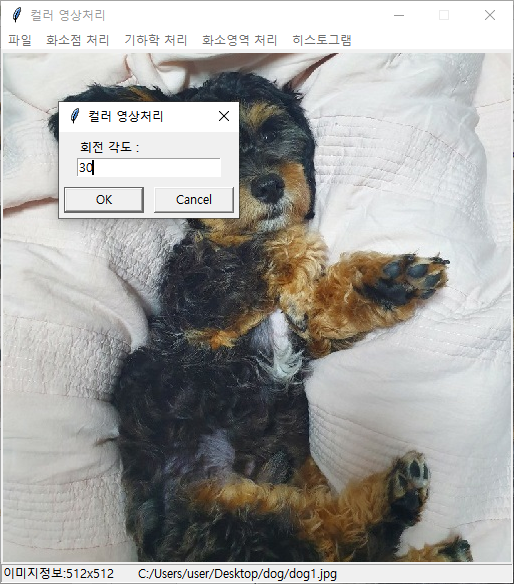 컬러 영상처리
파일 화소점 처리 기하학 처리 화소영역 처리 히스토그램
컬러 영상처리
회전 각도 :
30
OK Cancel
이미지정보:512x512 C:/Users/user/Desktop/dog/dog1.jpg